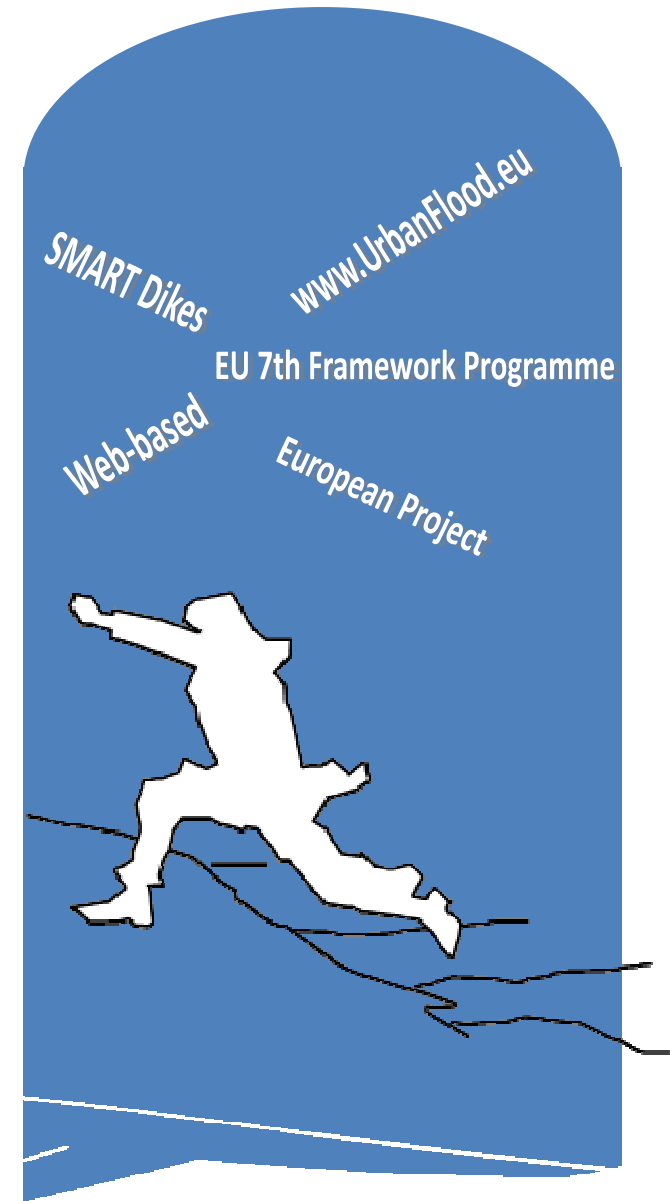 www.UrbanFlood.eu
SMART Dikes
EU 7th Framework Programme
Web-based
European Project